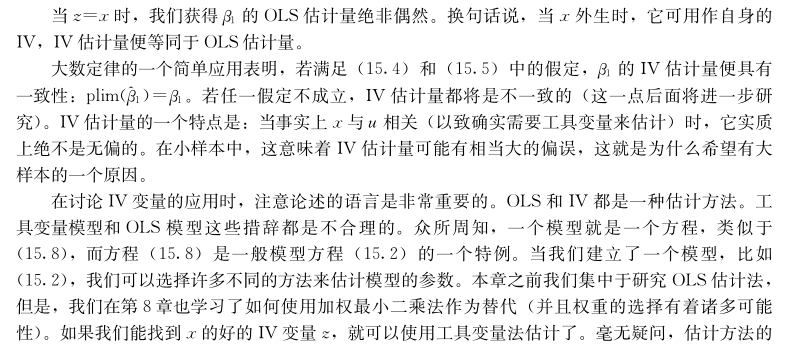 当 z=x 时，我们获得 β₁ 的 OLS 估计量绝非偶然。换句话说，当 x 外生时，它可用作自身的
IV，IV 估计量便等同于 OLS 估计量。
大数定律的一个简单应用表明，若满足（15.4）和（15.5）中的假定，β₁ 的 IV 估计量便具有
一致性：plim(β̂₁)=β₁。若任一假定不成立，IV 估计量都将是不一致的（这一点后面将进一步研
究）。IV 估计量的一个特点是：当事实上 x 与 u 相关（以致确实需要工具变量来估计）时，它实质
上绝不是无偏的。在小样本中，这意味着 IV 估计量可能有相当大的偏误，这就是为什么希望有大
样本的一个原因。
在讨论 IV 变量的应用时，注意论述的语言是非常重要的。OLS 和 IV 都是一种估计方法。工
具变量模型和 OLS 模型这些措辞都是不合理的。众所周知，一个模型就是一个方程，类似于
(15.8)，而方程（15.8）是一般模型方程（15.2）的一个特例。当我们建立了一个模型，比如
(15.2)，我们可以选择许多不同的方法来估计模型的参数。本章之前我们集中于研究 OLS 估计法，
但是，我们在第 8 章也学习了如何使用加权最小二乘法作为替代（并且权重的选择有着诸多可能
性）。如果我们能找到 x 的好的 IV 变量 z，就可以使用工具变量法估计了。毫无疑问，估计方法的